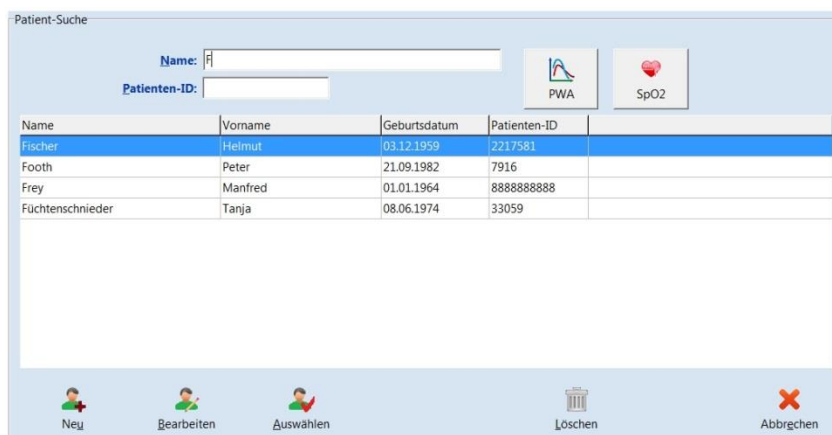 Patient-Suche
Name: F
Patienten-ID:
PWA SpO2
Name Vorname Geburtsdatum Patienten-ID
Fischer Helmut 03.12.1959 2217581
Footh Peter 21.09.1982 7916
Frey Manfred 01.01.1964 8888888888
Füchtenschnieder Tanja 08.06.1974 33059
Neu Bearbeiten Auswählen Löschen Abbrechen